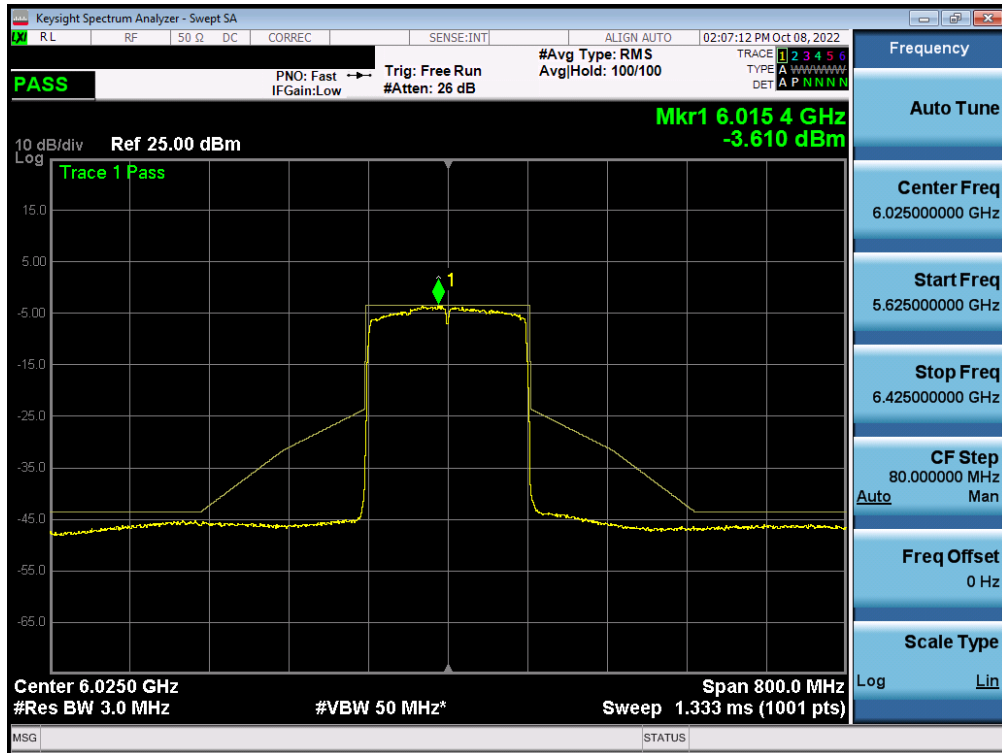 Keysight Spectrum Analyzer - Swept SA
LXI RL RF 50 Ω DC CORREC SENSE:INT ALIGN AUTO 02:07:12 PM Oct 08, 2022
PASS
PNO: Fast
IFGain:Low
Trig: Free Run
#Atten: 26 dB
#Avg Type: RMS
Avg|Hold: 100/100
TRACE 1 2 3 4 5 6
TYPE A WWWWW
DET A P N N N N
Mkr1 6.015 4 GHz
-3.610 dBm
10 dB/div Ref 25.00 dBm
Log
Trace 1 Pass
15.0
5.00
-5.00
-15.0
-25.0
-35.0
-45.0
-55.0
-65.0
1
Center 6.0250 GHz Span 800.0 MHz
#Res BW 3.0 MHz #VBW 50 MHz* Sweep 1.333 ms (1001 pts)
MSG STATUS
Frequency
Auto Tune
Center Freq
6.025000000 GHz
Start Freq
5.625000000 GHz
Stop Freq
6.425000000 GHz
CF Step
80.000000 MHz
Auto Man
Freq Offset
0 Hz
Scale Type
Log Lin